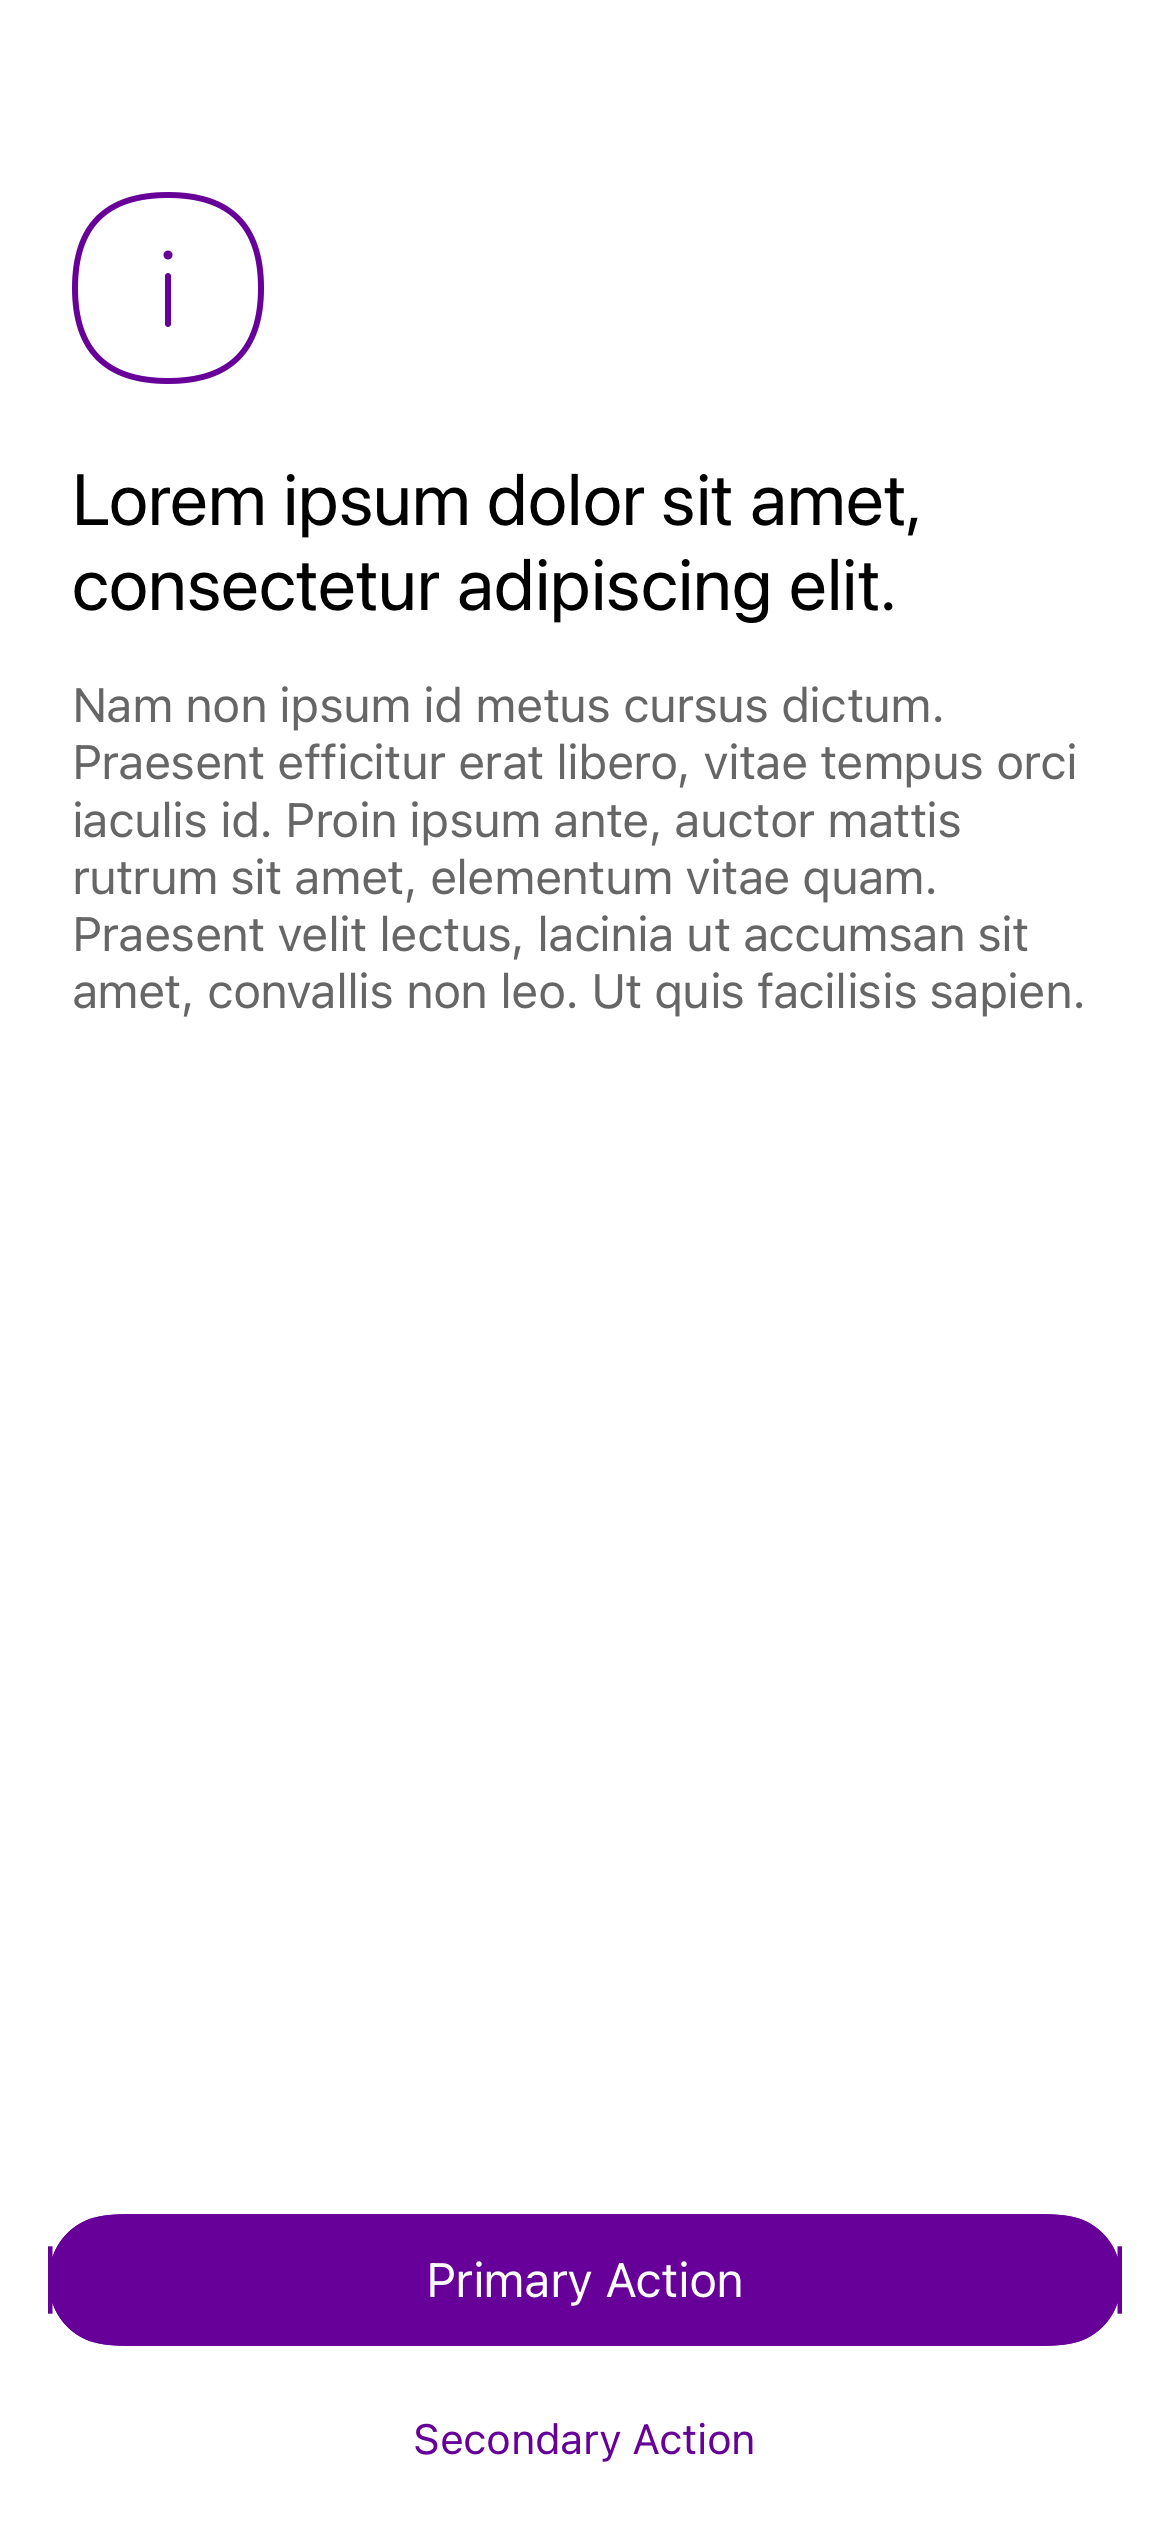 Lorem ipsum dolor sit amet,
consectetur adipiscing elit.
Nam non ipsum id metus cursus dictum.
Praesent efficitur erat libero, vitae tempus orci
iaculis id. Proin ipsum ante, auctor mattis
rutrum sit amet, elementum vitae quam.
Praesent velit lectus, lacinia ut accumsan sit
amet, convallis non leo. Ut quis facilisis sapien.
Primary Action
Secondary Action